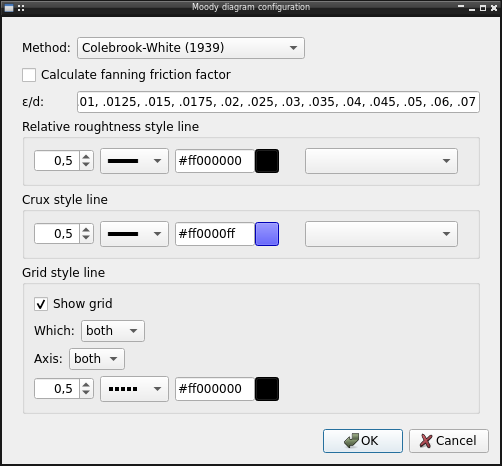 Moody diagram configuration
Method: Colebrook-White (1939)
Calculate fanning friction factor
ε/d: 01, .0125, .015, .0175, .02, .025, .03, .035, .04, .045, .05, .06, .07
Relative roughness style line
0,5 #ff000000
Crux style line
0,5 #ff0000ff
Grid style line
Show grid
Which: both
Axis: both
0,5 #ff000000
OK Cancel